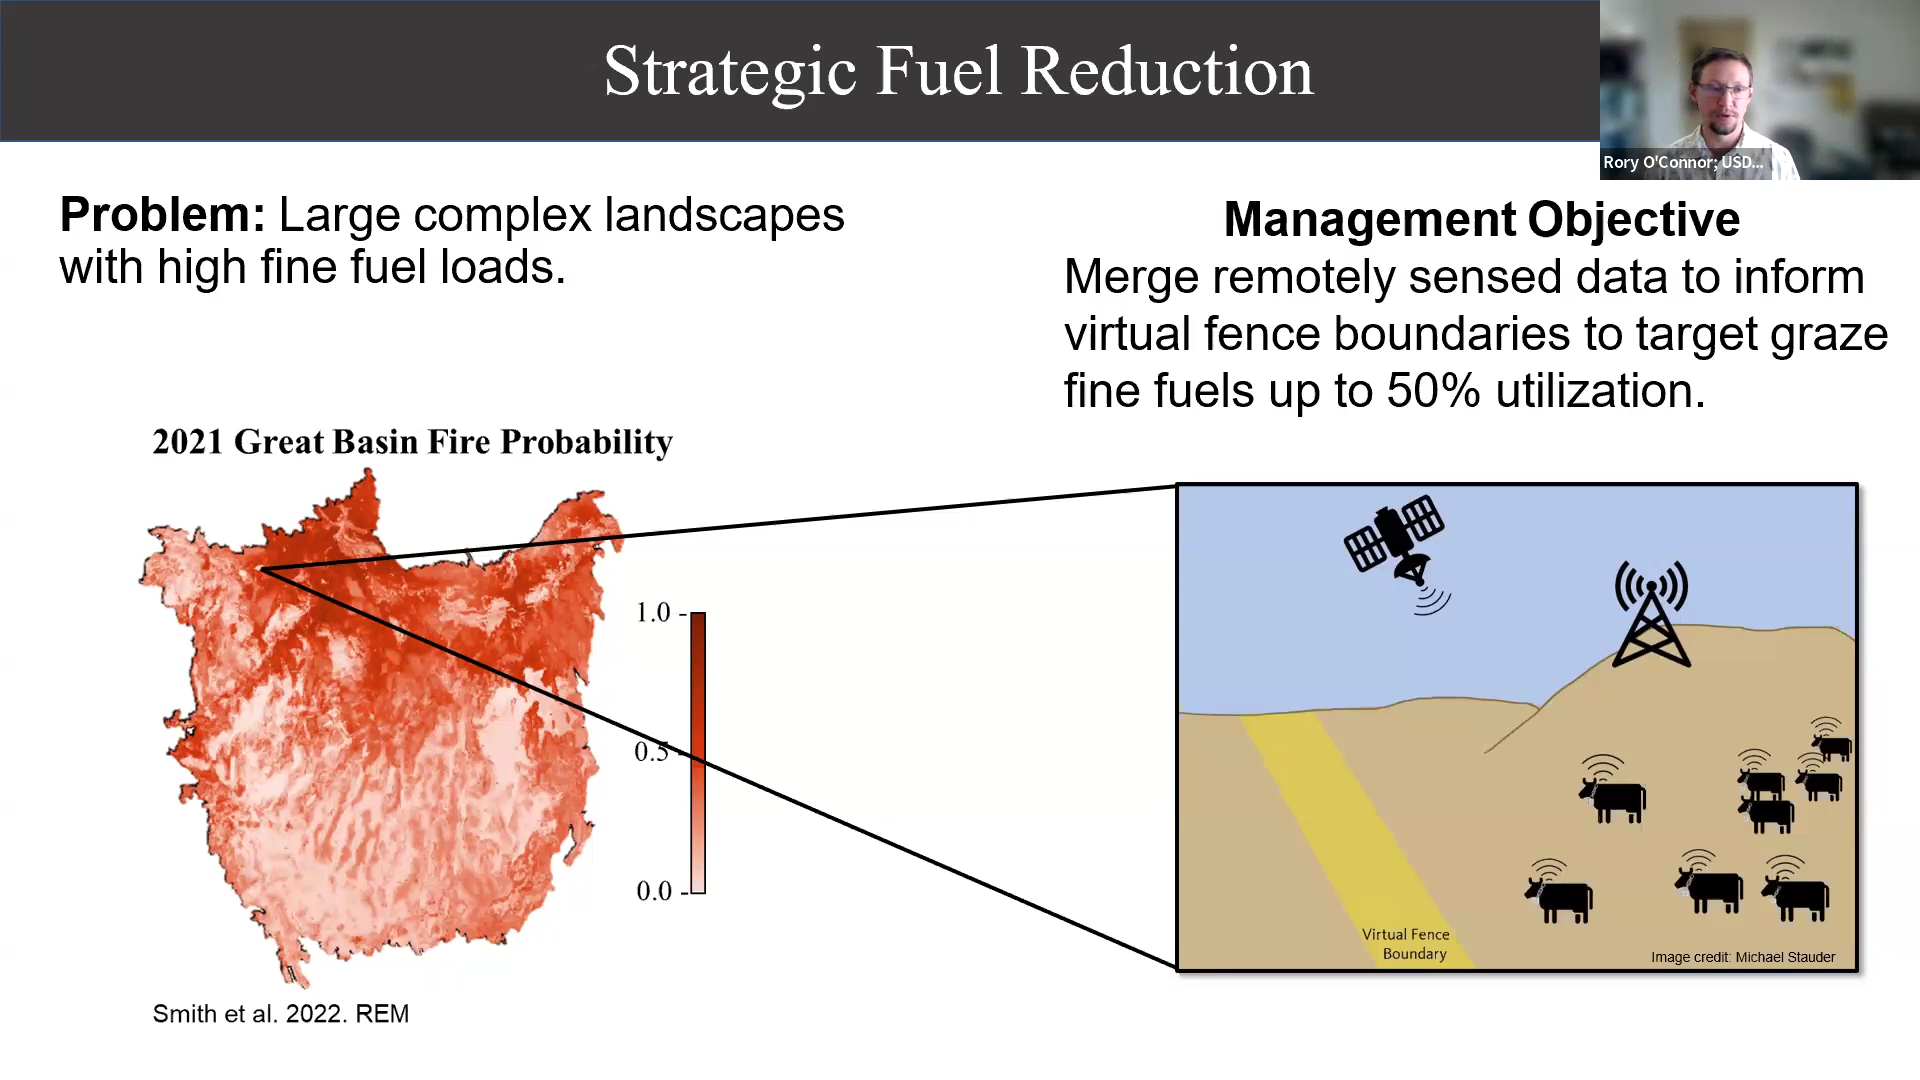 Strategic Fuel Reduction
Rory O'Connor; USD...
Problem: Large complex landscapes
with high fine fuel loads.
Management Objective
Merge remotely sensed data to inform
virtual fence boundaries to target graze
fine fuels up to 50% utilization.
2021 Great Basin Fire Probability
1.0
0.5
0.0
Virtual Fence
Boundary
Image credit: Michael Stauder
Smith et al. 2022. REM